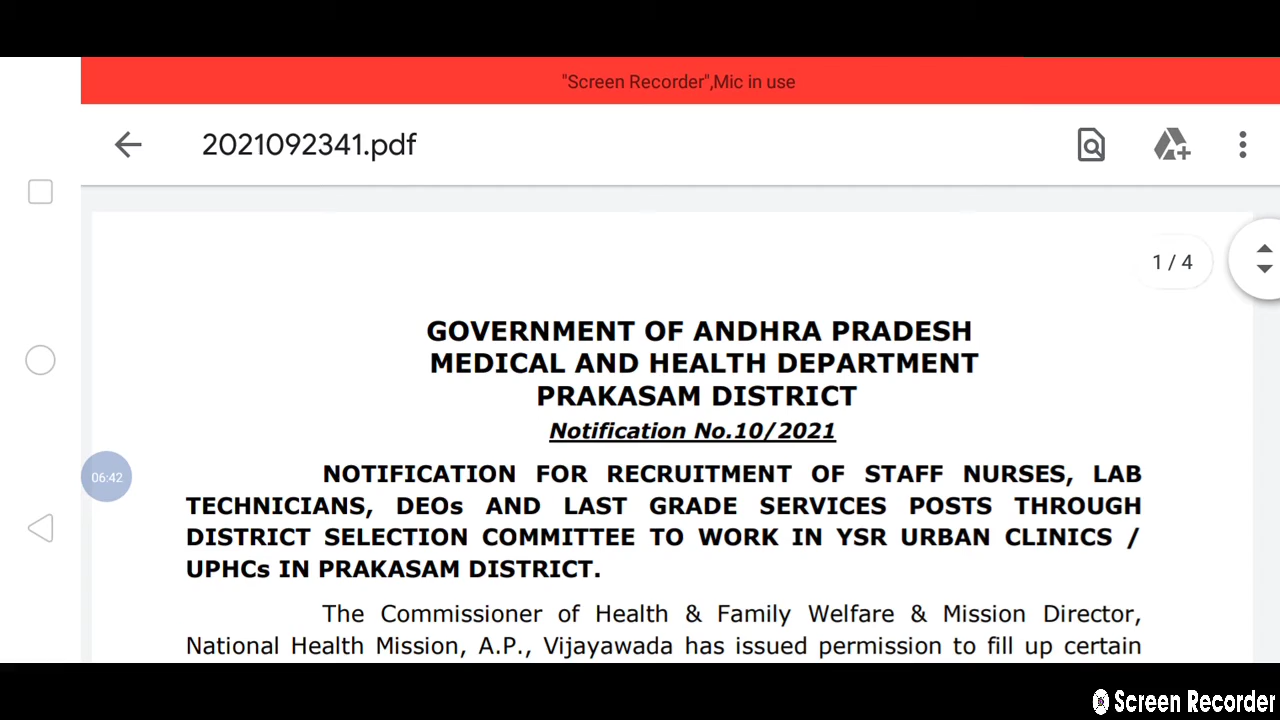 "Screen Recorder",Mic in use
2021092341.pdf
1 / 4
GOVERNMENT OF ANDHRA PRADESH
MEDICAL AND HEALTH DEPARTMENT
PRAKASAM DISTRICT
Notification No.10/2021
06:42
NOTIFICATION FOR RECRUITMENT OF STAFF NURSES, LAB
TECHNICIANS, DEOs AND LAST GRADE SERVICES POSTS THROUGH
DISTRICT SELECTION COMMITTEE TO WORK IN YSR URBAN CLINICS /
UPHCs IN PRAKASAM DISTRICT.
The Commissioner of Health & Family Welfare & Mission Director,
National Health Mission, A.P., Vijayawada has issued permission to fill up certain
Screen Recorder